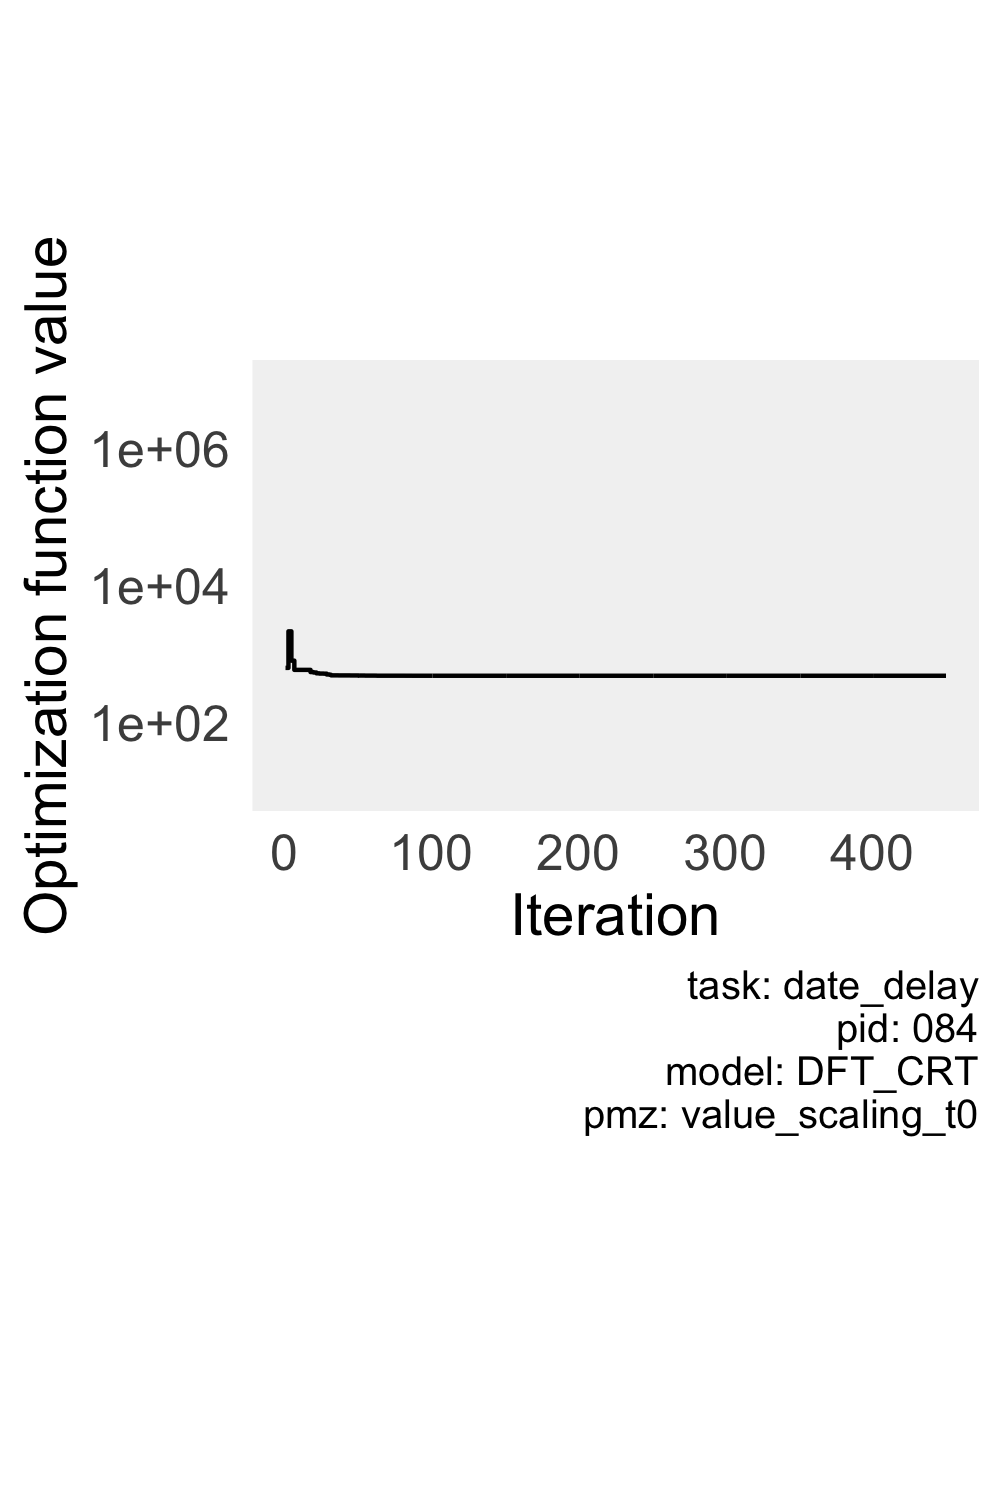 Optimization function value
1e+06
1e+04
1e+02
0 100 200 300 400
Iteration
task: date_delay
pid: 084
model: DFT_CRT
pmz: value_scaling_t0